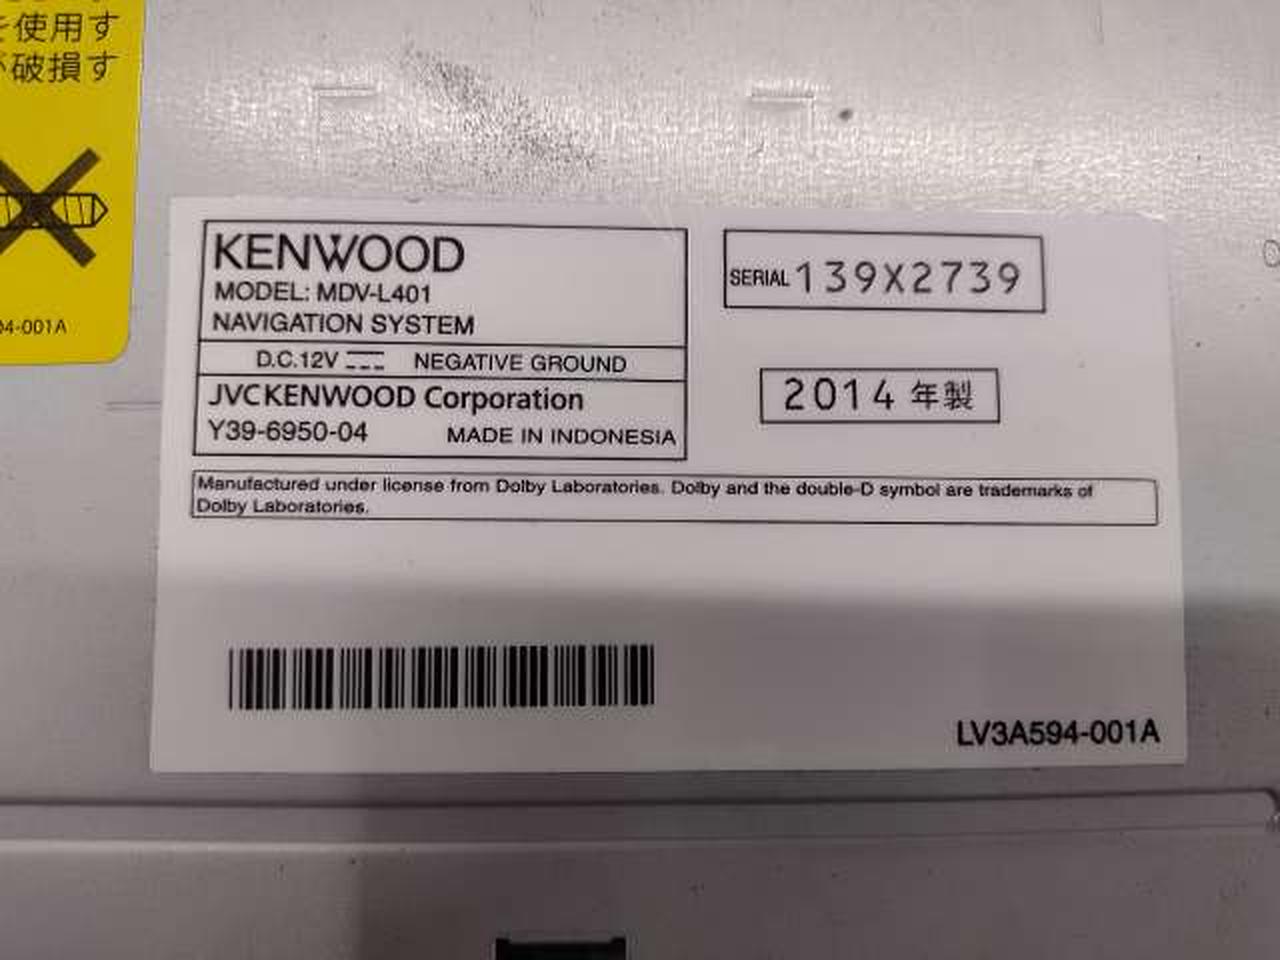 を使用す
が破損す
94-001A
KENWOOD
MODEL: MDV-L401
NAVIGATION SYSTEM
D.C.12V NEGATIVE GROUND
JVCKENWOOD Corporation
Y39-6950-04 MADE IN INDONESIA
SERIAL 139X2739
2014 年製
Manufactured under license from Dolby Laboratories. Dolby and the double-D symbol are trademarks of
Dolby Laboratories.
LV3A594-001A